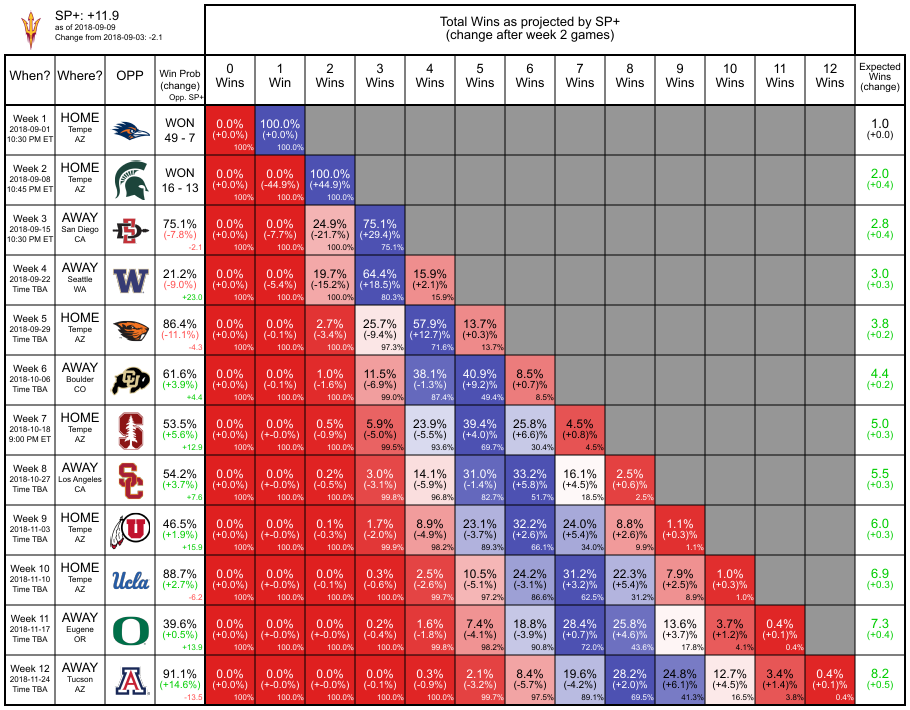 SP+: +11.9
as of 2018-09-09
Change from 2018-09-03: -2.1
Total Wins as projected by SP+
(change after week 2 games)
When? Where? OPP Win Prob (change) Opp. SP+ 0 Wins 1 Win 2 Wins 3 Wins 4 Wins 5 Wins 6 Wins 7 Wins 8 Wins 9 Wins 10 Wins 11 Wins 12 Wins Expected Wins (change)
Week 1 HOME WON 0.0% 100.0% 1.0
2018-09-01 Tempe 49 - 7 (+0.0%) (+0.0%) (+0.0)
10:30 PM ET AZ 100% 100.0%
Week 2 HOME WON 0.0% 0.0% 100.0% 2.0
2018-09-08 Tempe 16 - 13 (+0.0%) (-44.9%) (+44.9)% (+0.4)
10:45 PM ET AZ 100% 100.0% 100.0%
Week 3 AWAY 75.1% 0.0% 0.0% 24.9% 75.1% 2.8
2018-09-15 San Diego (-7.8%) (+0.0%) (-7.7%) (-21.7%) (+29.4)% (+0.4)
10:30 PM ET CA -2.1 100% 100.0% 100.0% 75.1%
Week 4 AWAY W 21.2% 0.0% 0.0% 19.7% 64.4% 15.9% 3.0
2018-09-22 Seattle (-9.0%) (+0.0%) (-5.4%) (-15.2%) (+18.5)% (+2.1)% (+0.3)
Time TBA WA +23.0 100% 100.0% 100.0% 80.3% 15.9%
Week 5 HOME 86.4% 0.0% 0.0% 2.7% 25.7% 57.9% 13.7% 3.8
2018-09-29 Tempe (-11.1%) (+0.0%) (-0.1%) (-3.4%) (-9.4%) (+12.7)% (+0.3)% (+0.2)
Time TBA AZ -4.3 100% 100.0% 100.0% 97.3% 71.6% 13.7%
Week 6 AWAY CU 61.6% 0.0% 0.0% 1.0% 11.5% 38.1% 40.9% 8.5% 4.4
2018-10-06 Boulder (+3.9%) (+0.0%) (-0.1%) (-1.6%) (-6.9%) (-1.3%) (+9.2)% (+0.7)% (+0.2)
Time TBA CO +4.4 100% 100.0% 100.0% 99.0% 87.4% 49.4% 8.5%
Week 7 HOME S 53.5% 0.0% 0.0% 0.5% 5.9% 23.9% 39.4% 25.8% 4.5% 5.0
2018-10-18 Tempe (+5.6%) (+0.0%) (+-0.0%) (-0.9%) (-5.0%) (-5.5%) (+4.0)% (+6.6)% (+0.8)% (+0.3)
9:00 PM ET AZ +12.9 100% 100.0% 100.0% 99.5% 93.6% 69.7% 30.4% 4.5%
Week 8 AWAY SC 54.2% 0.0% 0.0% 0.2% 3.0% 14.1% 31.0% 33.2% 16.1% 2.5% 5.5
2018-10-27 Los Angeles (+3.7%) (+0.0%) (+-0.0%) (-0.5%) (-3.1%) (-5.9%) (-1.4%) (+5.8)% (+4.5)% (+0.6)% (+0.3)
Time TBA CA +7.6 100% 100.0% 100.0% 99.8% 96.8% 82.7% 51.7% 18.5% 2.5%
Week 9 HOME U 46.5% 0.0% 0.0% 0.1% 1.7% 8.9% 23.1% 32.2% 24.0% 8.8% 1.1% 6.0
2018-11-03 Tempe (+1.9%) (+0.0%) (+-0.0%) (-0.3%) (-2.0%) (-4.9%) (-3.7%) (+2.6)% (+5.4)% (+2.6)% (+0.3)% (+0.3)
Time TBA AZ +15.9 100% 100.0% 100.0% 99.9% 98.2% 89.3% 66.1% 34.0% 9.9% 1.1%
Week 10 HOME Ucla 88.7% 0.0% 0.0% 0.0% 0.3% 2.5% 10.5% 24.2% 31.2% 22.3% 7.9% 1.0% 6.9
2018-11-10 Tempe (+2.7%) (+0.0%) (+-0.0%) (-0.1%) (-0.6%) (-2.6%) (-5.1%) (-3.1%) (+3.2)% (+5.4)% (+2.5)% (+0.3)% (+0.3)
Time TBA AZ -6.2 100% 100.0% 100.0% 100.0% 99.7% 97.2% 86.6% 62.5% 31.2% 8.9% 1.0%
Week 11 AWAY O 39.6% 0.0% 0.0% 0.0% 0.2% 1.6% 7.4% 18.8% 28.4% 25.8% 13.6% 3.7% 0.4% 7.3
2018-11-17 Eugene (+0.5%) (+0.0%) (+-0.0%) (+-0.0%) (-0.4%) (-1.8%) (-4.1%) (-3.9%) (+0.7)% (+4.6)% (+3.7)% (+1.2)% (+0.1)% (+0.4)
Time TBA OR +13.9 100% 100.0% 100.0% 100.0% 99.8% 98.2% 90.8% 72.0% 43.6% 17.8% 4.1% 0.4%
Week 12 AWAY A 91.1% 0.0% 0.0% 0.0% 0.0% 0.3% 2.1% 8.4% 19.6% 28.2% 24.8% 12.7% 3.4% 0.4% 8.2
2018-11-24 Tucson (+14.6%) (+0.0%) (+-0.0%) (+-0.0%) (-0.1%) (-0.9%) (-3.2%) (-5.7%) (-4.2%) (+2.0)% (+6.1)% (+4.5)% (+1.4)% (+0.1)% (+0.5)
Time TBA AZ -13.5 100% 100.0% 100.0% 100.0% 100.0% 99.7% 97.5% 89.1% 69.5% 41.3% 16.5% 3.8% 0.4%